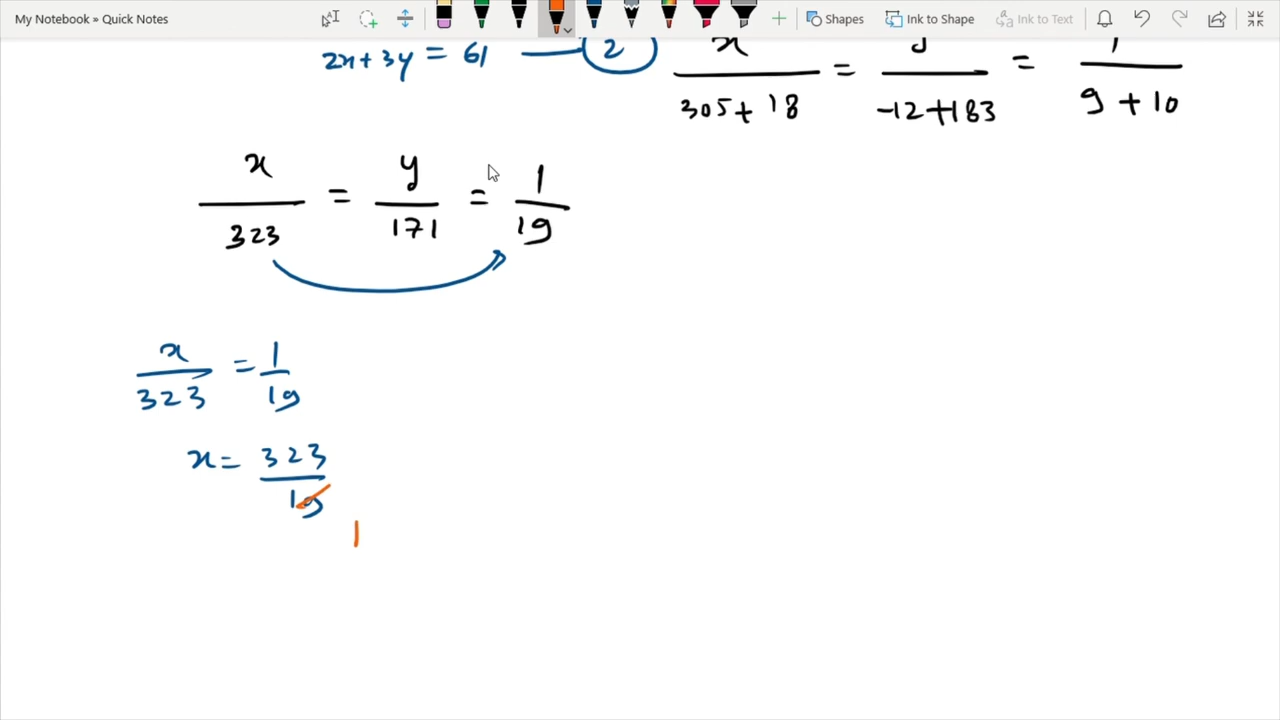 My Notebook » Quick Notes
Shapes
Ink to Shape
Ink to Text
2x+3y = 61 — 2
x/(305+18) = y/(-12+183) = 1/(9+10)
x/323 = y/171 = 1/19
x/323 = 1/19
x = 323/19
1